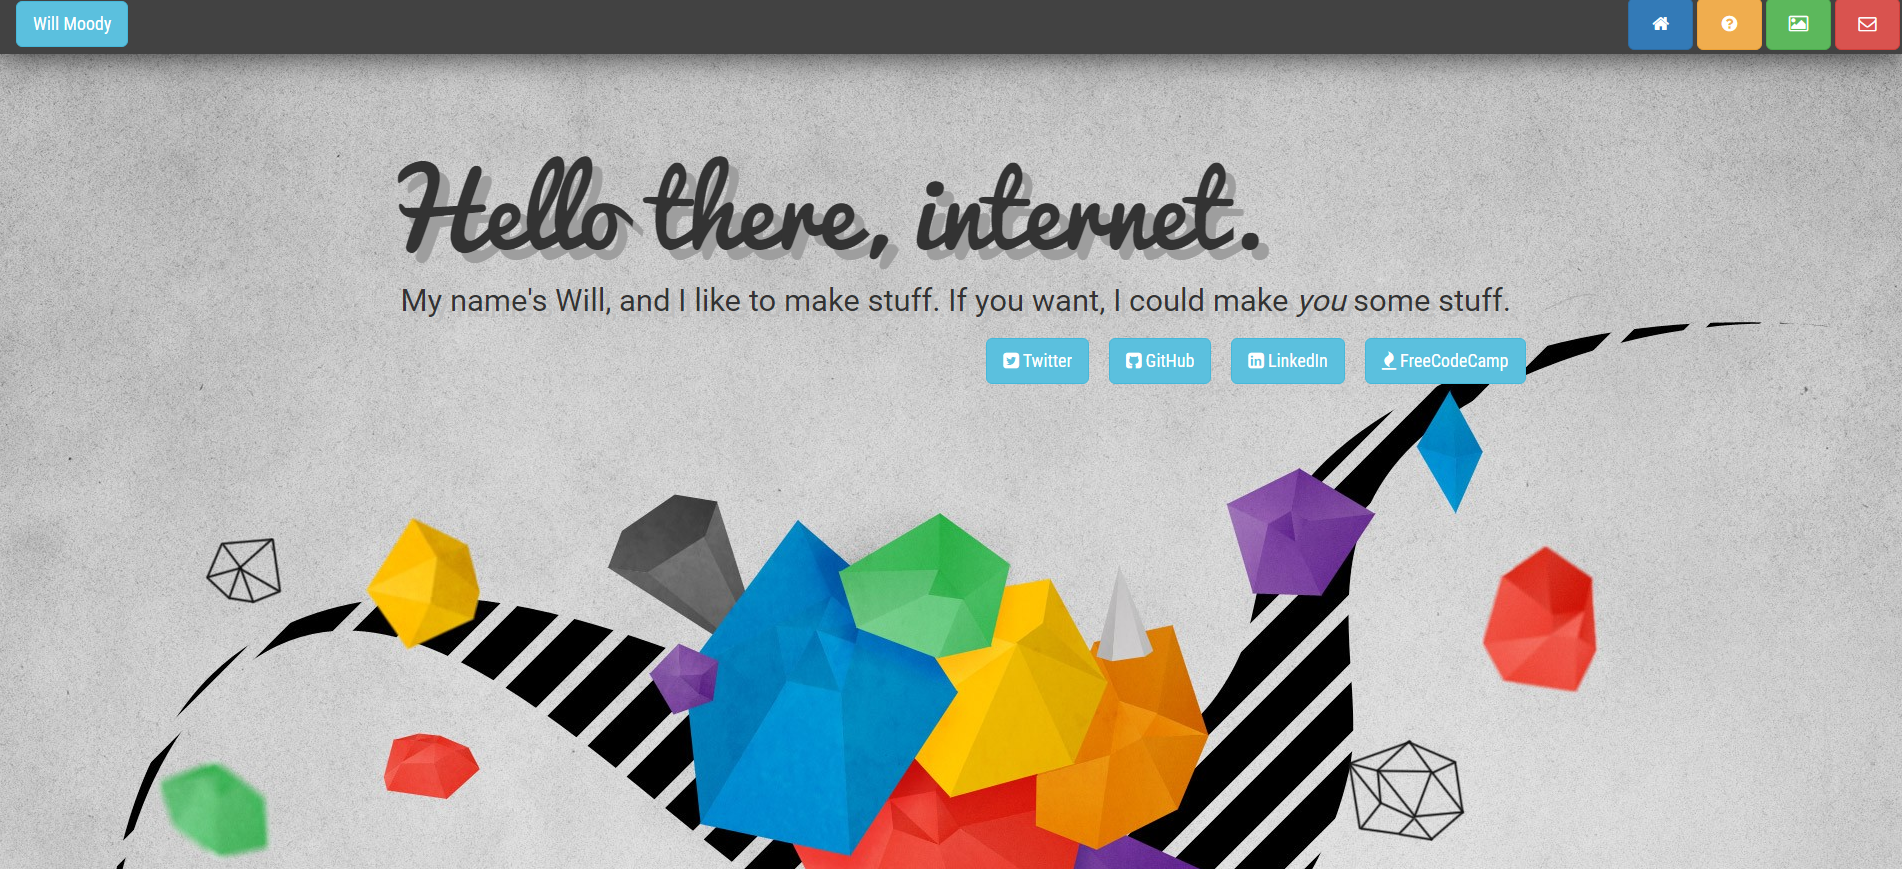 Will Moody
Hello there, internet.
My name's Will, and I like to make stuff. If you want, I could make you some stuff.
Twitter GitHub LinkedIn FreeCodeCamp